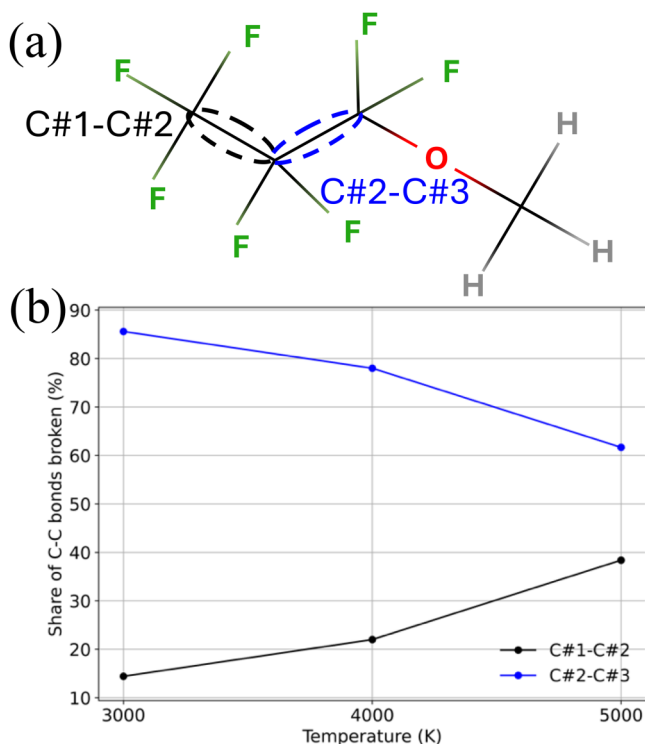 (a)
F
F
F
F
C#1-C#2
H
O
F
C#2-C#3
F
F
H
H
(b)
90
80
70
60
50
40
30
20
10
Share of C-C bonds broken (%)
C#1-C#2
C#2-C#3
3000 4000 5000
Temperature (K)